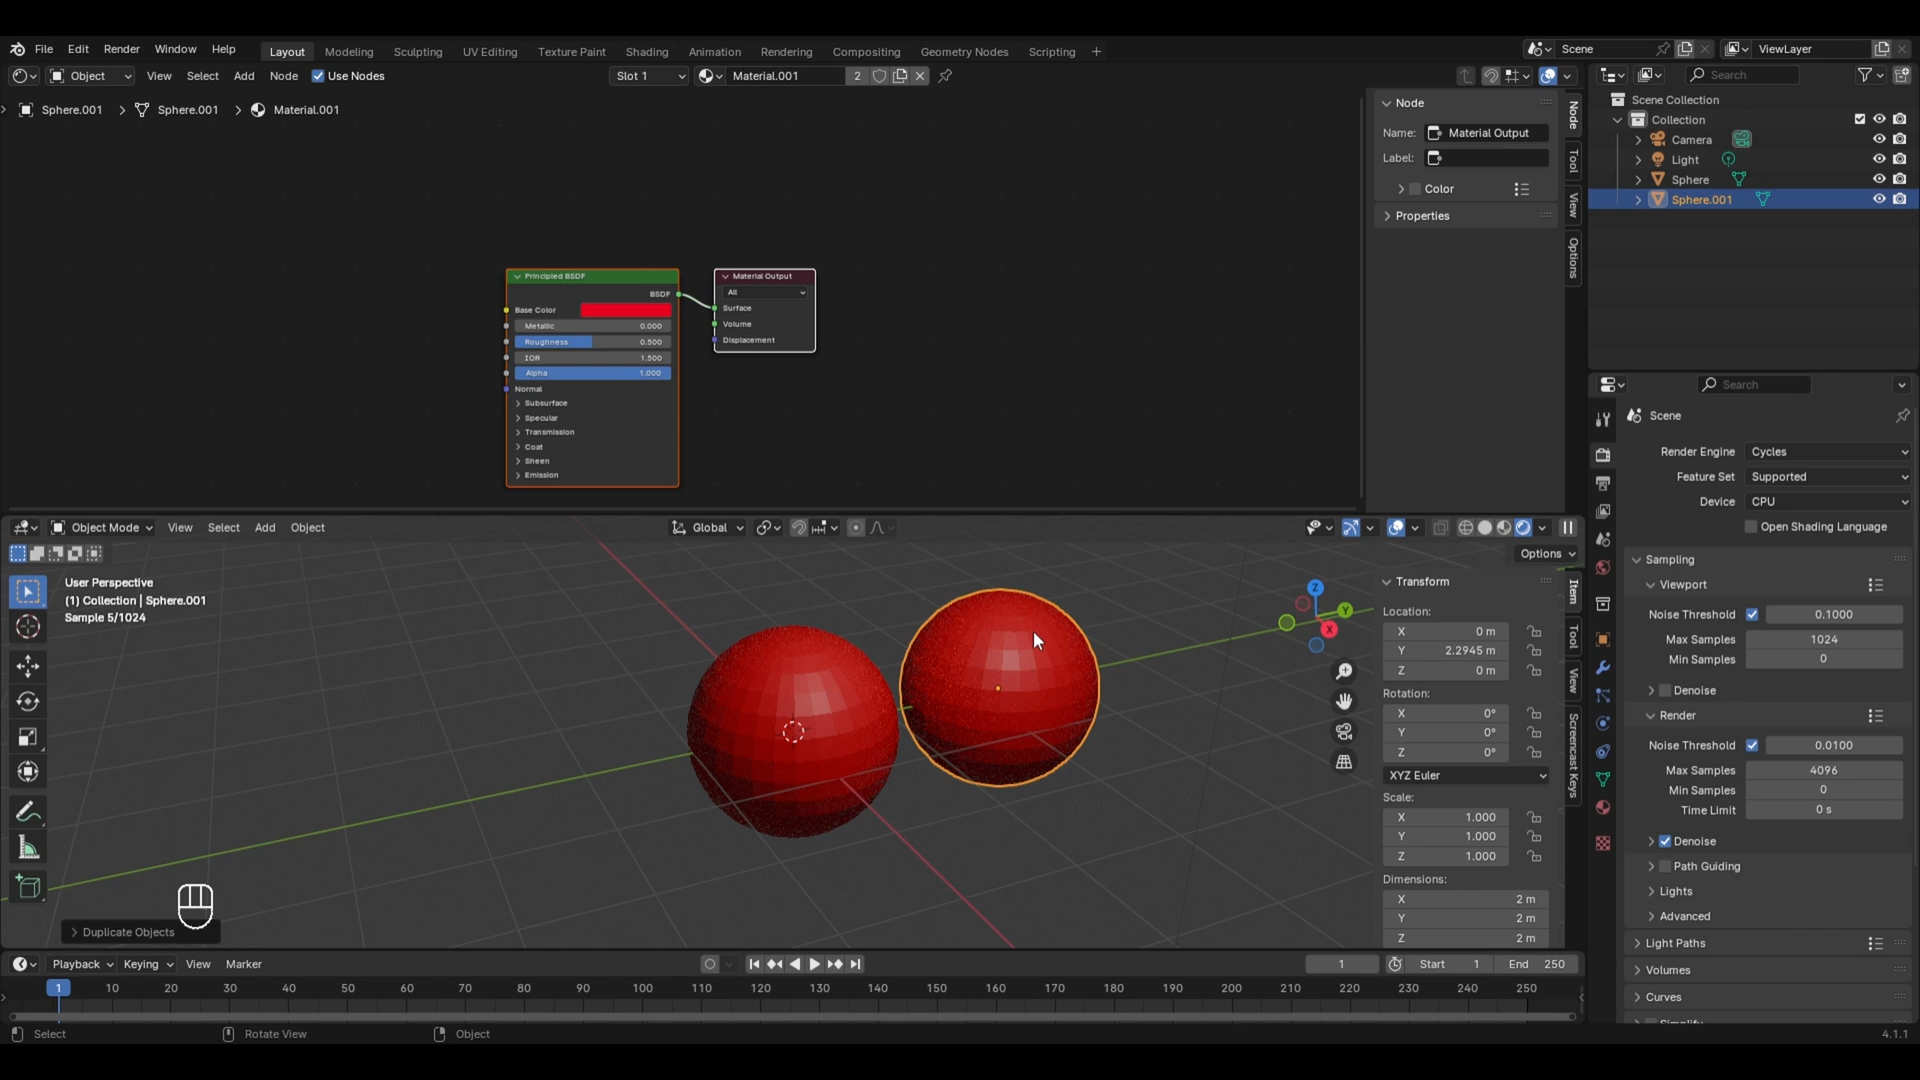 File Edit Render Window Help
Layout Modeling Sculpting UV Editing Texture Paint Shading Animation Rendering Compositing Geometry Nodes Scripting +
Scene
ViewLayer
Object View Select Add Node Use Nodes
Slot 1
Material.001 2
Search
Sphere.001 > Sphere.001 > Material.001
Node
Name: Material Output
Label:
Color
Properties
Node
Tool
View
Options
Scene Collection
Collection
Camera
Light
Sphere
Sphere.001
Principled BSDF
BSDF
Base Color
Metallic 0.000
Roughness 0.500
IOR 1.500
Alpha 1.000
Normal
Subsurface
Specular
Transmission
Coat
Sheen
Emission
Material Output
All
Surface
Volume
Displacement
Search
Scene
Render Engine Cycles
Feature Set Supported
Device CPU
Open Shading Language
Sampling
Viewport
Noise Threshold 0.1000
Max Samples 1024
Min Samples 0
Denoise
Render
Noise Threshold 0.0100
Max Samples 4096
Min Samples 0
Time Limit 0 s
Denoise
Path Guiding
Lights
Advanced
Light Paths
Volumes
Curves
Object Mode View Select Add Object
Global
Options
User Perspective
(1) Collection | Sphere.001
Sample 5/1024
Z
Y
X
Transform
Location:
X 0 m
Y 2.2945 m
Z 0 m
Rotation:
X 0°
Y 0°
Z 0°
XYZ Euler
Scale:
X 1.000
Y 1.000
Z 1.000
Dimensions:
X 2 m
Y 2 m
Z 2 m
Item
Tool
View
Screencast Keys
Duplicate Objects
Playback Keying View Marker
1
Start 1 End 250
1 10 20 30 40 50 60 70 80 90 100 110 120 130 140 150 160 170 180 190 200 210 220 230 240 250
Select
Rotate View
Object
4.1.1